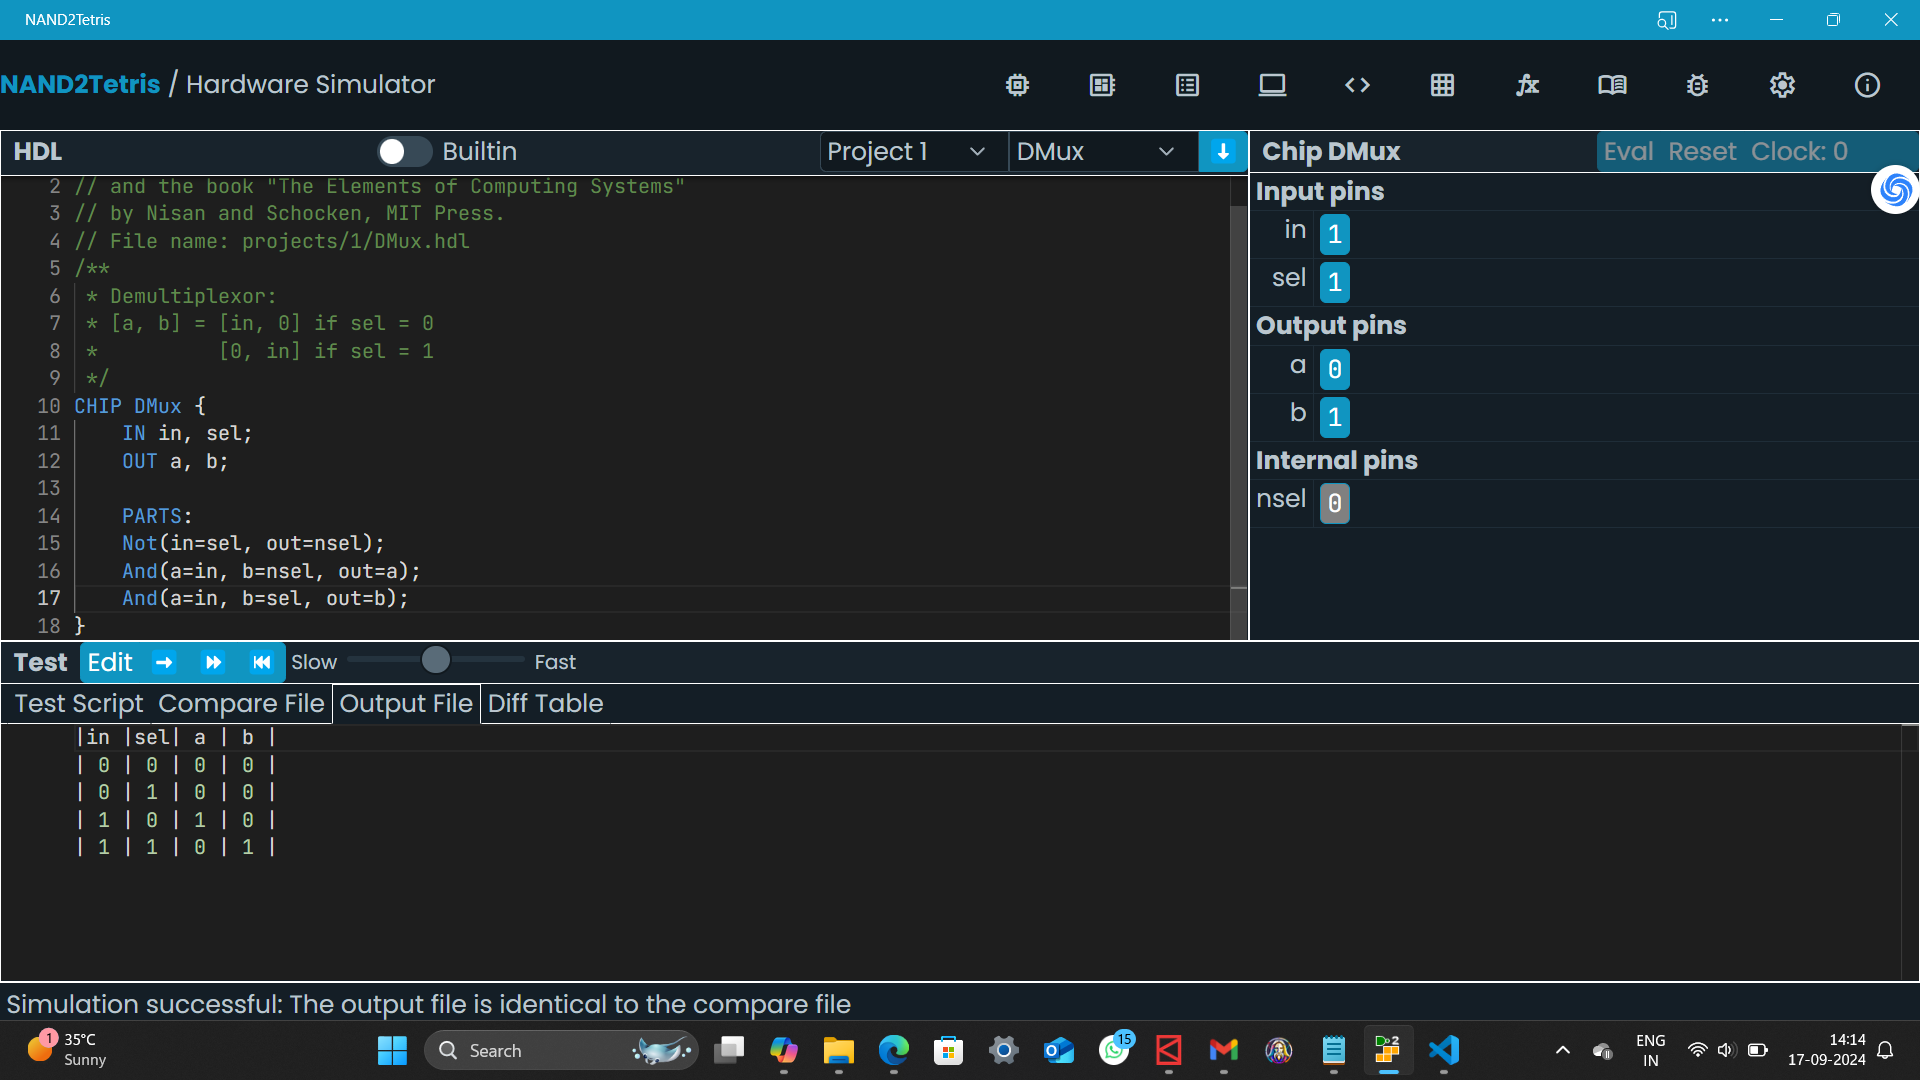 NAND2Tetris
NAND2Tetris / Hardware Simulator
HDL Builtin Project 1 DMux
2 // and the book "The Elements of Computing Systems"
3 // by Nisan and Schocken, MIT Press.
4 // File name: projects/1/DMux.hdl
5 /**
6 * Demultiplexor:
7 * [a, b] = [in, 0] if sel = 0
8 * [0, in] if sel = 1
9 */
10 CHIP DMux {
11 IN in, sel;
12 OUT a, b;
13
14 PARTS:
15 Not(in=sel, out=nsel);
16 And(a=in, b=nsel, out=a);
17 And(a=in, b=sel, out=b);
18 }
Chip DMux Eval Reset Clock: 0
Input pins
in 1
sel 1
Output pins
a 0
b 1
Internal pins
nsel 0
Test Edit Slow Fast
Test Script Compare File Output File Diff Table
|in |sel| a | b |
| 0 | 0 | 0 | 0 |
| 0 | 1 | 0 | 0 |
| 1 | 0 | 1 | 0 |
| 1 | 1 | 0 | 1 |
Simulation successful: The output file is identical to the compare file
1 35°C
Sunny
Search
15
ENG
IN
14:14
17-09-2024